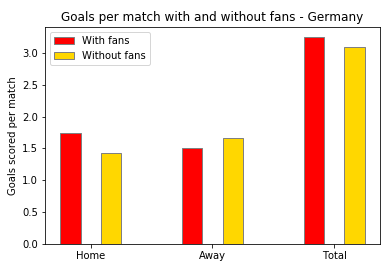 Goals per match with and without fans - Germany
With fans
Without fans
Goals scored per match
3.0
2.5
2.0
1.5
1.0
0.5
0.0
Home Away Total